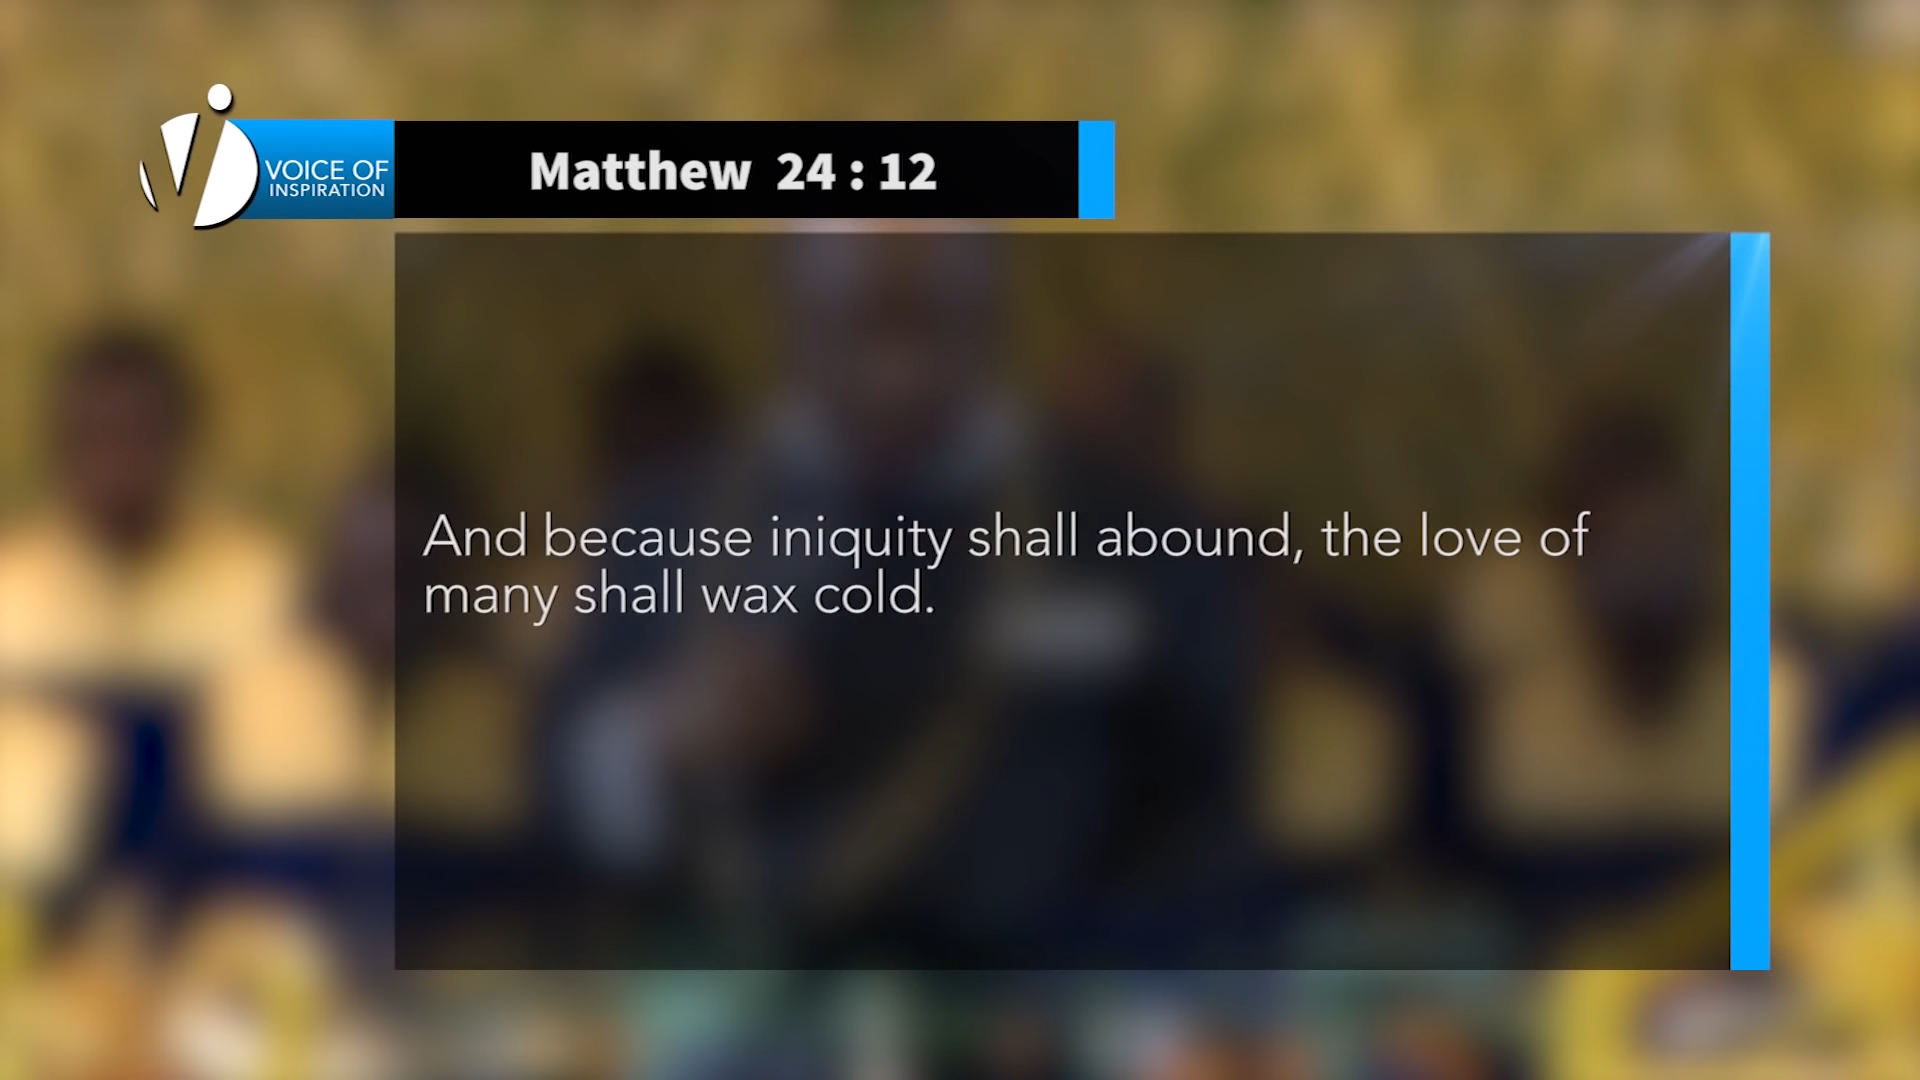 VOICE OF
INSPIRATION
Matthew 24 : 12
And because iniquity shall abound, the love of
many shall wax cold.